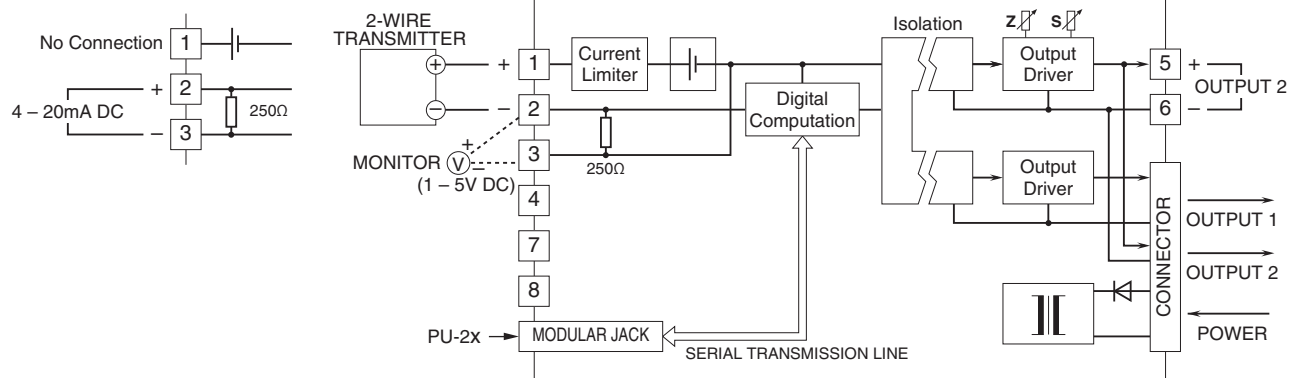 No Connection
1
+
2
4 – 20mA DC
250Ω
–
3
2-WIRE
TRANSMITTER
+
–
+
–
1
2
3
4
7
8
MONITOR
V
+
–
(1 – 5V DC)
Current
Limiter
250Ω
Digital
Computation
PU-2x
MODULAR JACK
SERIAL TRANSMISSION LINE
Isolation
Z
S
Output
Driver
Output
Driver
5
+
OUTPUT 2
6
–
CONNECTOR
OUTPUT 1
OUTPUT 2
POWER